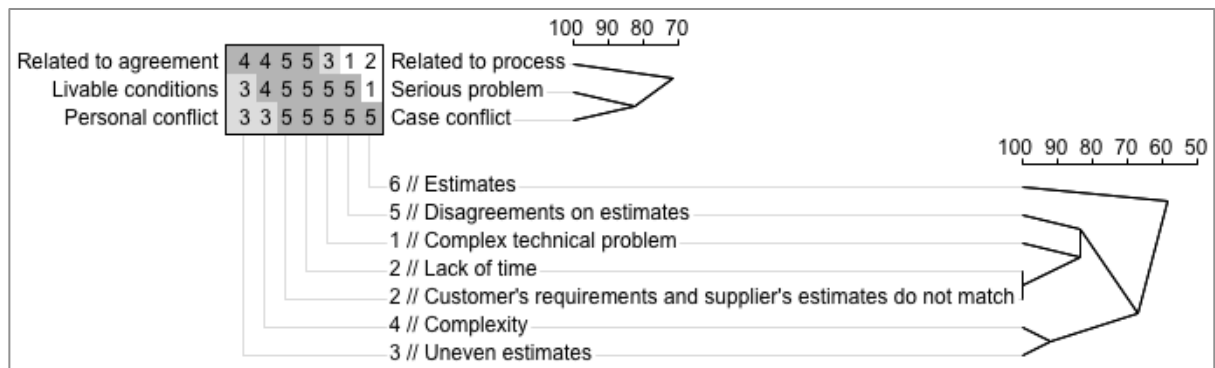 100 90 80 70
Related to agreement 4 4 5 5 3 1 2 Related to process
Livable conditions 3 4 5 5 5 5 1 Serious problem
Personal conflict 3 3 5 5 5 5 5 Case conflict
100 90 80 70 60 50
6 // Estimates
5 // Disagreements on estimates
1 // Complex technical problem
2 // Lack of time
2 // Customer's requirements and supplier's estimates do not match
4 // Complexity
3 // Uneven estimates